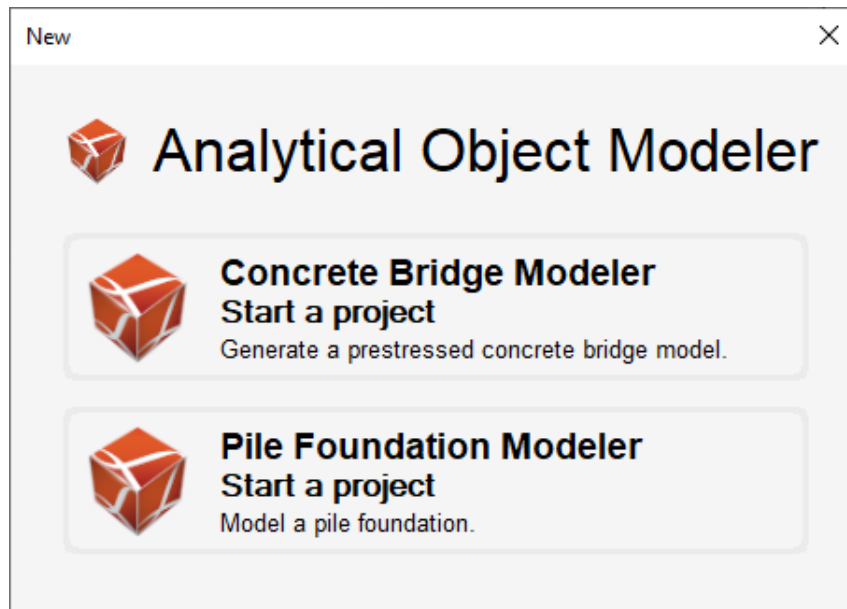 New
Analytical Object Modeler
Concrete Bridge Modeler
Start a project
Generate a prestressed concrete bridge model.
Pile Foundation Modeler
Start a project
Model a pile foundation.